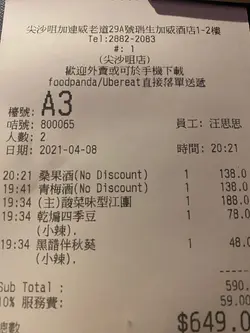 尖沙咀加連威老道29A號瑞生加威酒店1-2樓
Tel:2882-2083
#: 1
(尖沙咀店)
歡迎外賣或可於手機下載
foodpanda/Ubereat直接落單送遞
檯號: A3
咭號: 800065 員工: 汪思思
人數: 2
日期: 2021-04-08 時間: 20:21
20:21 桑果酒(No Discount) 1 138.0
19:41 青梅酒(No Discount) 1 138.0
19:34 (主)酸菜味型江團 1 188.0
19:34 乾煸四季豆 1 78.0
(小辣).
19:34 黑醋伴秋葵 1 48.0
(小辣).
Sub Total : 590.
10% 服務費: 59.00
總數 $649.0